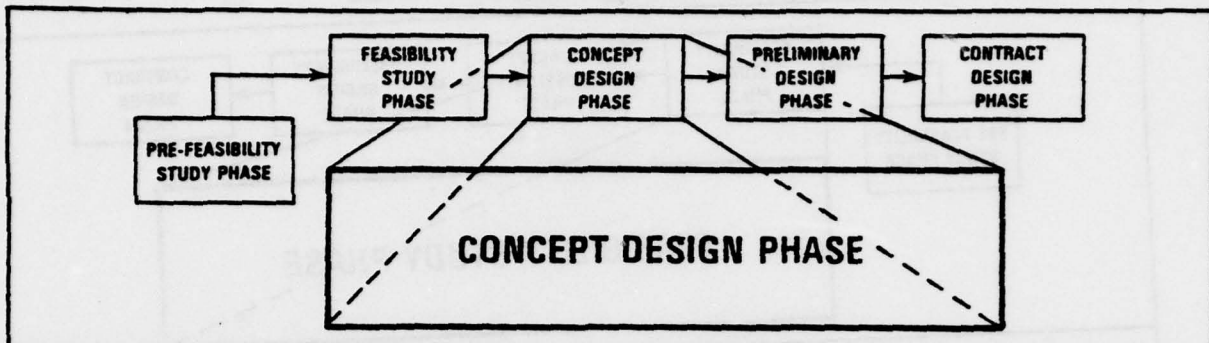 FEASIBILITY
STUDY
PHASE
CONCEPT
DESIGN
PHASE
PRELIMINARY
DESIGN
PHASE
CONTRACT
DESIGN
PHASE
PRE-FEASIBILITY
STUDY PHASE
CONCEPT DESIGN PHASE